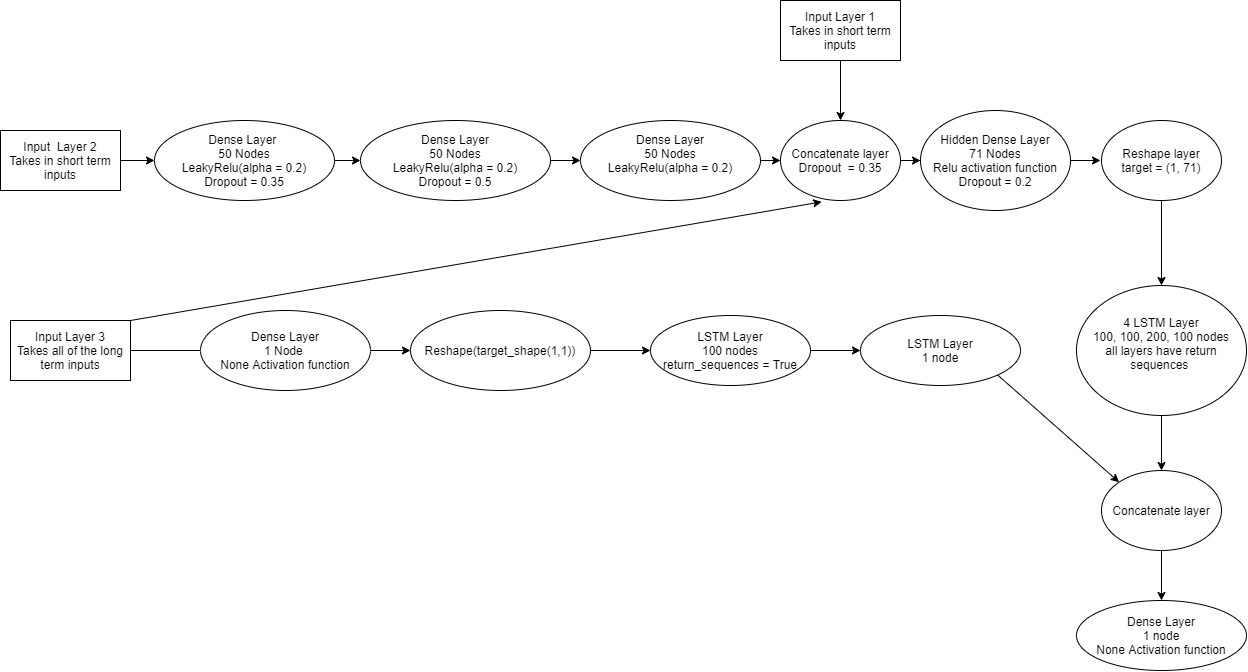 Input Layer 1
Takes in short term
inputs
Input Layer 2
Takes in short term
inputs
Dense Layer
50 Nodes
LeakyRelu(alpha = 0.2)
Dropout = 0.35
Dense Layer
50 Nodes
LeakyRelu(alpha = 0.2)
Dropout = 0.5
Dense Layer
50 Nodes
LeakyRelu(alpha = 0.2)
Concatenate layer
Dropout = 0.35
Hidden Dense Layer
71 Nodes
Relu activation function
Dropout = 0.2
Reshape layer
target = (1, 71)
Input Layer 3
Takes all of the long
term inputs
Dense Layer
1 Node
None Activation function
Reshape(target_shape(1,1))
LSTM Layer
100 nodes
return_sequences = True
LSTM Layer
1 node
4 LSTM Layer
100, 100, 200, 100 nodes
all layers have return
sequences
Concatenate layer
Dense Layer
1 node
None Activation function